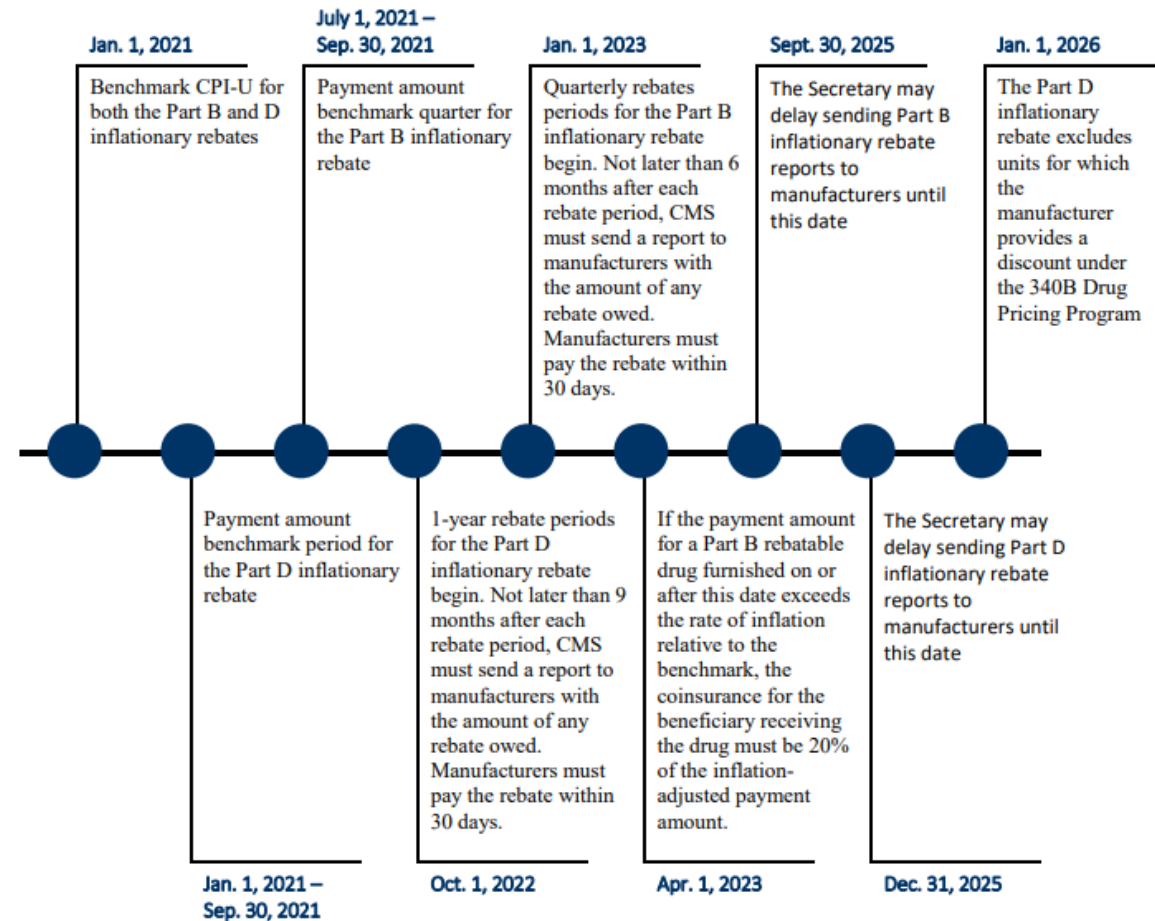 Jan. 1, 2021
Benchmark CPI-U for
both the Part B and D
inflationary rebates
July 1, 2021 –
Sep. 30, 2021
Payment amount
benchmark quarter for
the Part B inflationary
rebate
Jan. 1, 2023
Quarterly rebates
periods for the Part B
inflationary rebate
begin. Not later than 6
months after each
rebate period, CMS
must send a report to
manufacturers with
the amount of any
rebate owed.
Manufacturers must
pay the rebate within
30 days.
Sept. 30, 2025
The Secretary may
delay sending Part B
inflationary rebate
reports to
manufacturers until
this date
Jan. 1, 2026
The Part D
inflationary
rebate excludes
units for which
the
manufacturer
provides a
discount under
the 340B Drug
Pricing Program
Payment amount
benchmark period for
the Part D inflationary
rebate
Jan. 1, 2021 –
Sep. 30, 2021
1-year rebate periods
for the Part D
inflationary rebate
begin. Not later than 9
months after each
rebate period, CMS
must send a report to
manufacturers with
the amount of any
rebate owed.
Manufacturers must
pay the rebate within
30 days.
Oct. 1, 2022
If the payment amount
for a Part B rebatable
drug furnished on or
after this date exceeds
the rate of inflation
relative to the
benchmark, the
coinsurance for the
beneficiary receiving
the drug must be 20%
of the inflation-
adjusted payment
amount.
Apr. 1, 2023
The Secretary may
delay sending Part D
inflationary rebate
reports to
manufacturers until
this date
Dec. 31, 2025